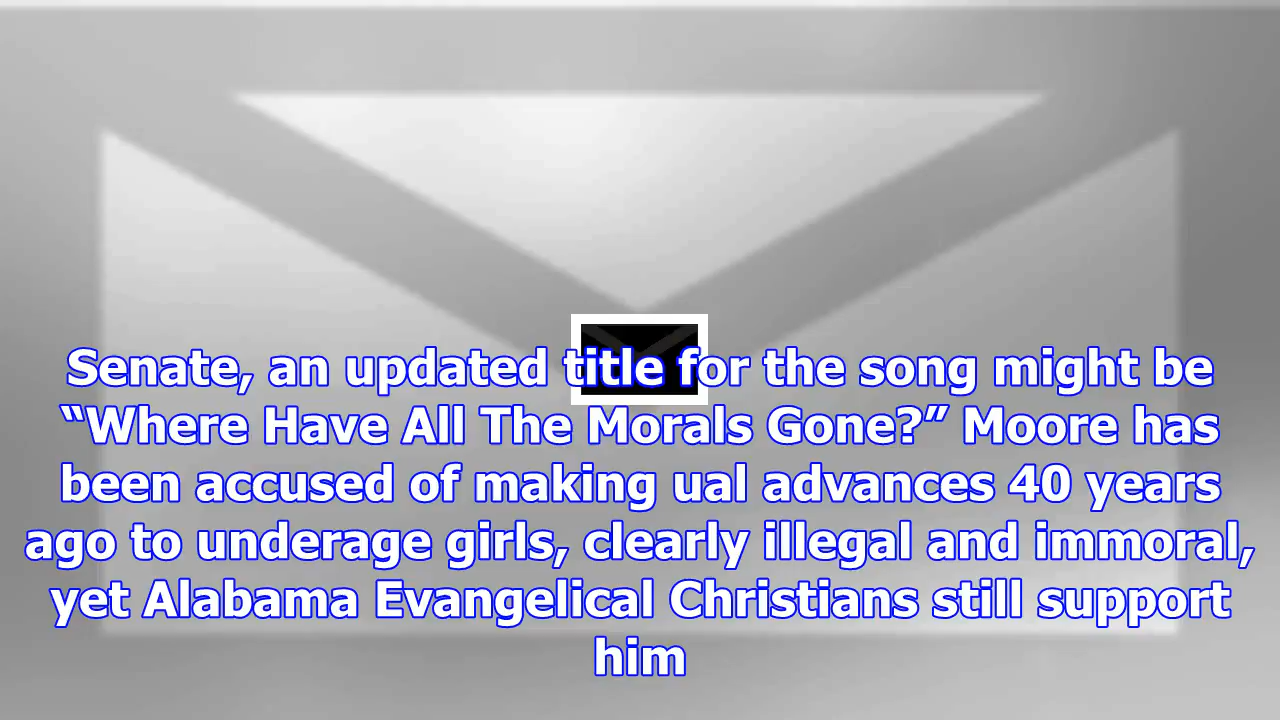 Senate, an updated title for the song might be
“Where Have All The Morals Gone?” Moore has
been accused of making ual advances 40 years
ago to underage girls, clearly illegal and immoral,
yet Alabama Evangelical Christians still support
him